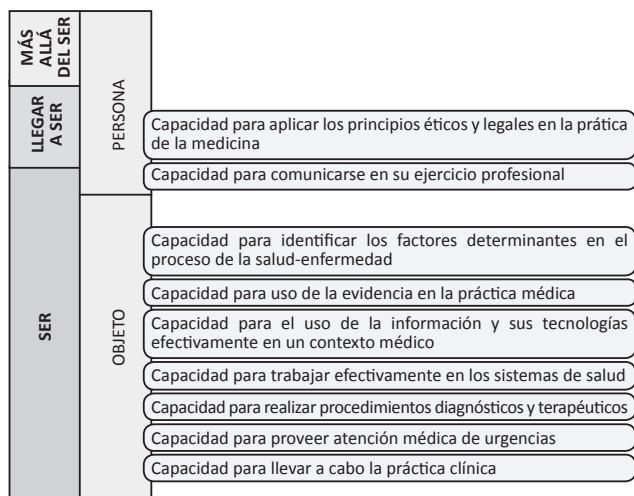 MÁS
ALLÁ
DEL SER
LLEGAR
A SER
SER
PERSONA
OBJETO
Capacidad para aplicar los principios éticos y legales en la prática
de la medicina
Capacidad para comunicarse en su ejercicio profesional
Capacidad para identificar los factores determinantes en el
proceso de la salud-enfermedad
Capacidad para uso de la evidencia en la práctica médica
Capacidad para el uso de la información y sus tecnologías
efectivamente en un contexto médico
Capacidad para trabajar efectivamente en los sistemas de salud
Capacidad para realizar procedimientos diagnósticos y terapéuticos
Capacidad para proveer atención médica de urgencias
Capacidad para llevar a cabo la práctica clínica